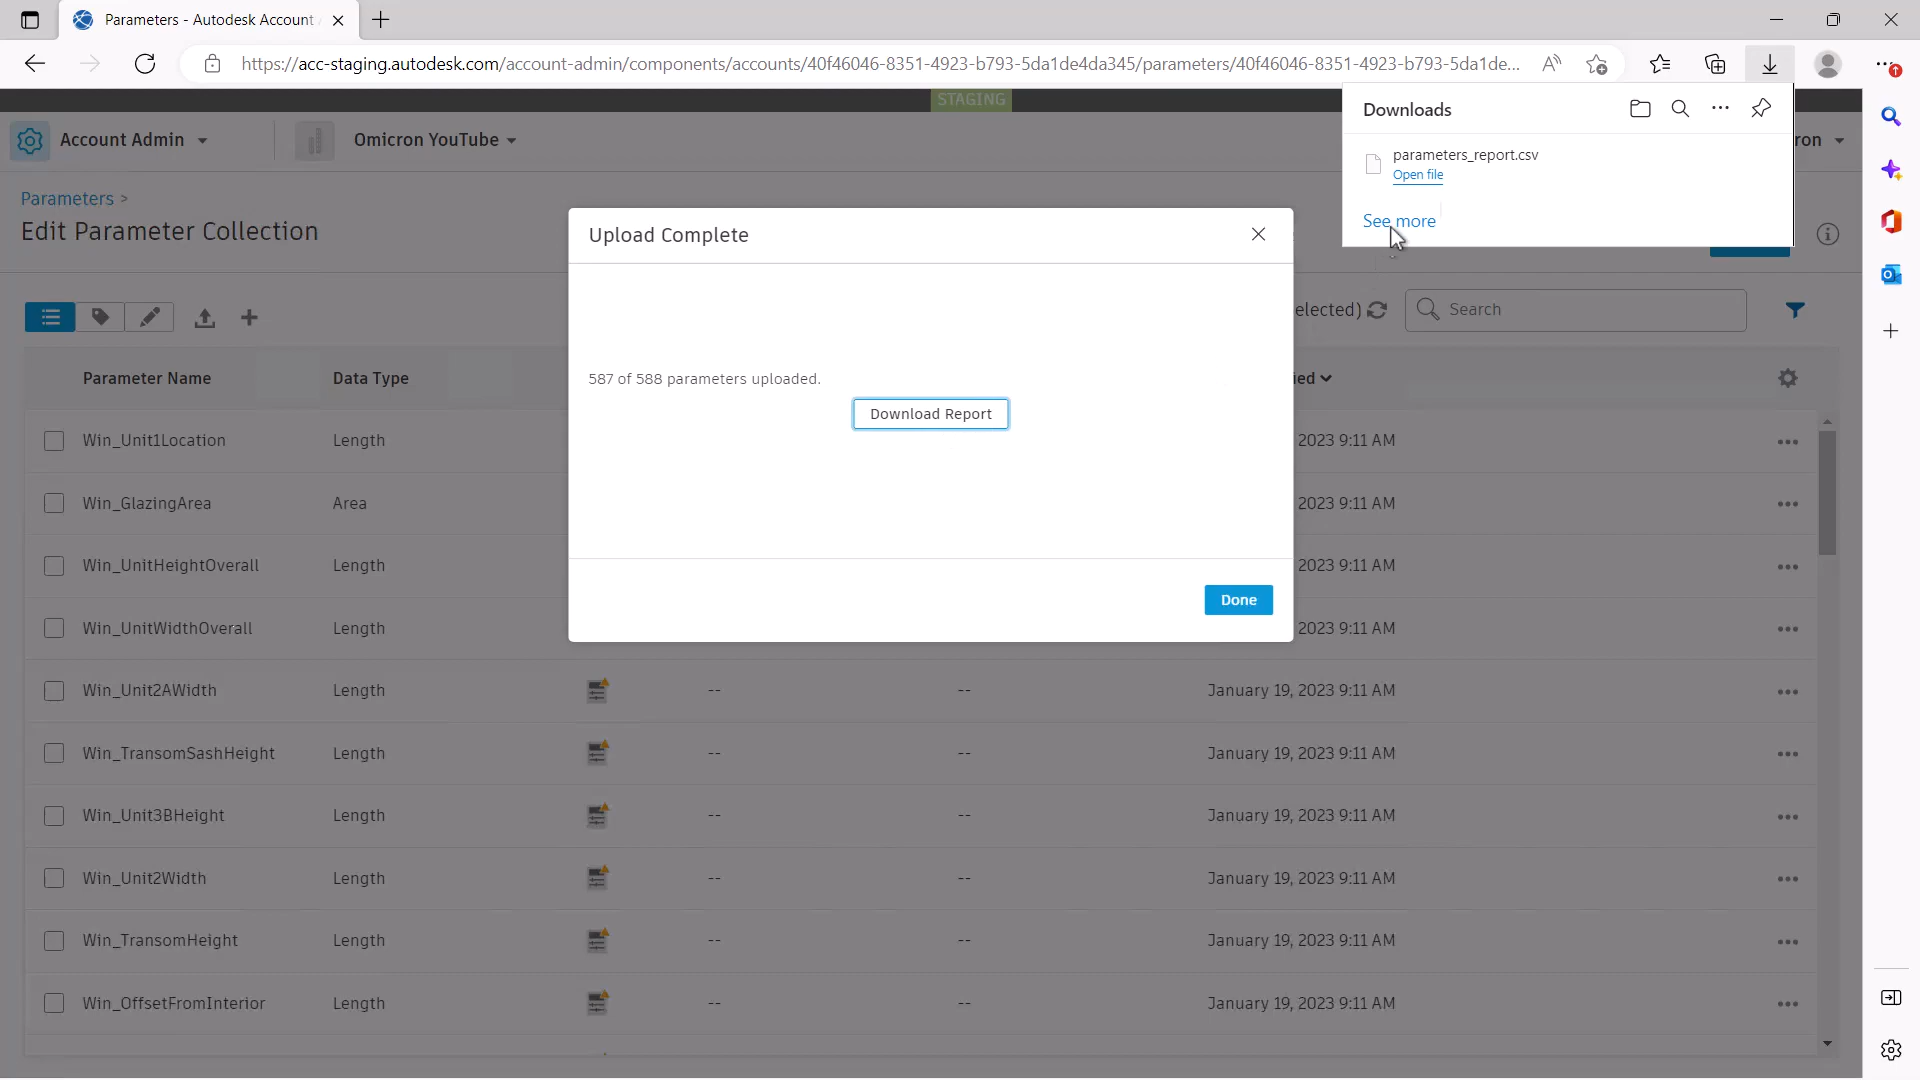 Parameters - Autodesk Account
https://acc-staging.autodesk.com/account-admin/components/accounts/40f46046-8351-4923-b793-5da1de4da345/parameters/40f46046-8351-4923-b793-5da1de...
STAGING
Account Admin
Omicron YouTube
ron
Downloads
parameters_report.csv
Open file
See more
Parameters >
Edit Parameter Collection
Upload Complete
587 of 588 parameters uploaded.
Download Report
Done
elected)
Search
Parameter Name
Data Type
ied
Win_Unit1Location
Length
2023 9:11 AM
Win_GlazingArea
Area
2023 9:11 AM
Win_UnitHeightOverall
Length
2023 9:11 AM
Win_UnitWidthOverall
Length
2023 9:11 AM
Win_Unit2AWidth
Length
--
--
January 19, 2023 9:11 AM
Win_TransomSashHeight
Length
--
--
January 19, 2023 9:11 AM
Win_Unit3BHeight
Length
--
--
January 19, 2023 9:11 AM
Win_Unit2Width
Length
--
--
January 19, 2023 9:11 AM
Win_TransomHeight
Length
--
--
January 19, 2023 9:11 AM
Win_OffsetFromInterior
Length
--
--
January 19, 2023 9:11 AM